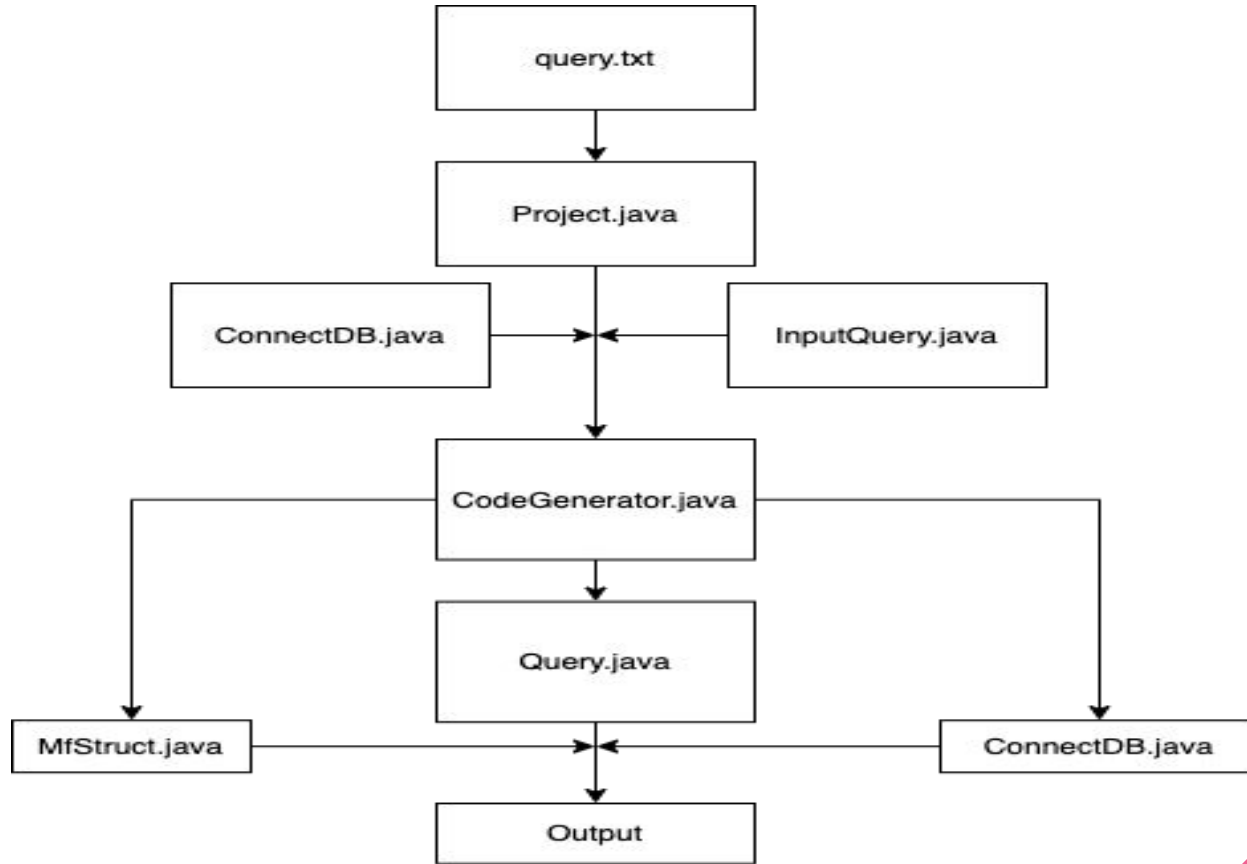 query.txt
Project.java
ConnectDB.java
InputQuery.java
CodeGenerator.java
Query.java
MfStruct.java
ConnectDB.java
Output